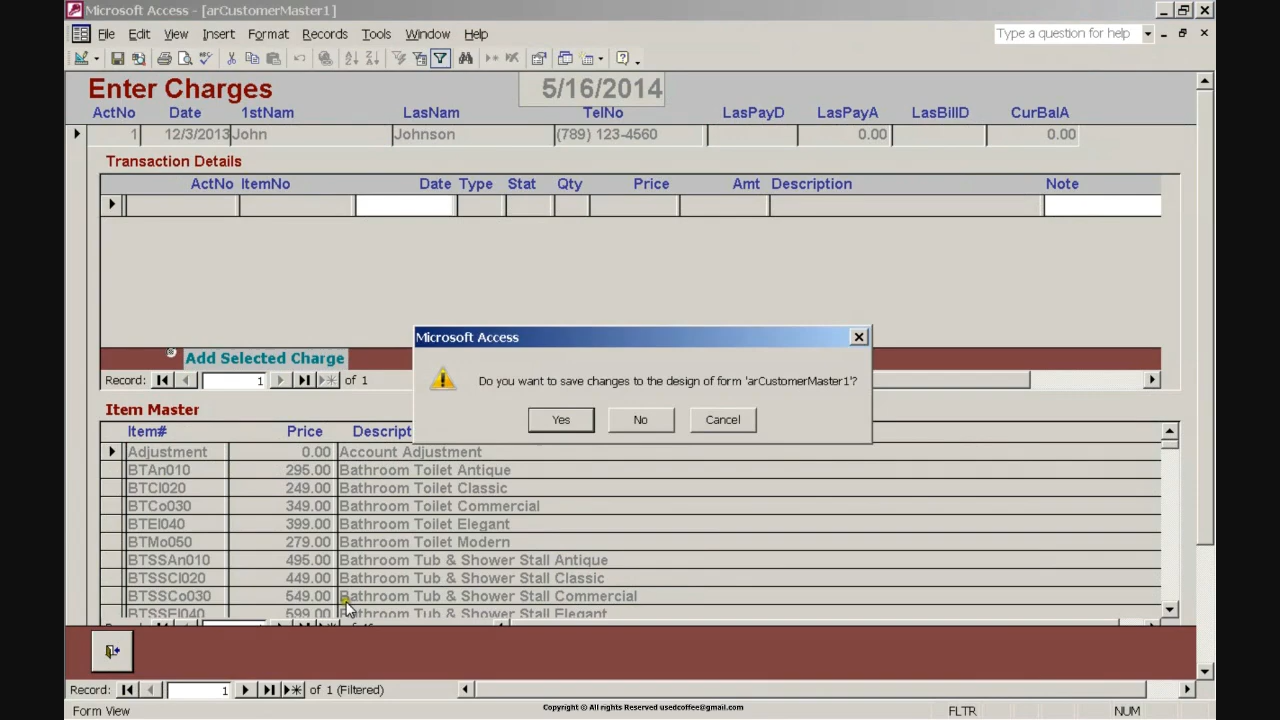 Microsoft Access - [arCustomerMaster1]
File Edit View Insert Format Records Tools Window Help
Type a question for help
Enter Charges
5/16/2014
ActNo Date 1stNam LasNam TelNo LasPayD LasPayA LasBillD CurBalA
1 12/3/2013 John Johnson (789) 123-4560 0.00 0.00
Transaction Details
ActNo ItemNo Date Type Stat Qty Price Amt Description Note
Microsoft Access
Do you want to save changes to the design of form 'arCustomerMaster1'?
Yes No Cancel
Add Selected Charge
Record: 1 of 1
Item Master
Item# Price Descript
Adjustment 0.00 Account Adjustment
BTAn010 295.00 Bathroom Toilet Antique
BTCl020 249.00 Bathroom Toilet Classic
BTCo030 349.00 Bathroom Toilet Commercial
BTEl040 399.00 Bathroom Toilet Elegant
BTMo050 279.00 Bathroom Toilet Modern
BTSSAn010 495.00 Bathroom Tub & Shower Stall Antique
BTSSCl020 449.00 Bathroom Tub & Shower Stall Classic
BTSSCo030 549.00 Bathroom Tub & Shower Stall Commercial
BTSSEl040 599.00 Bathroom Tub & Shower Stall Elegant
Record: 1 of 1 (Filtered)
Form View
Copyright © All rights Reserved usedcoffee@gmail.com
FLTR NUM